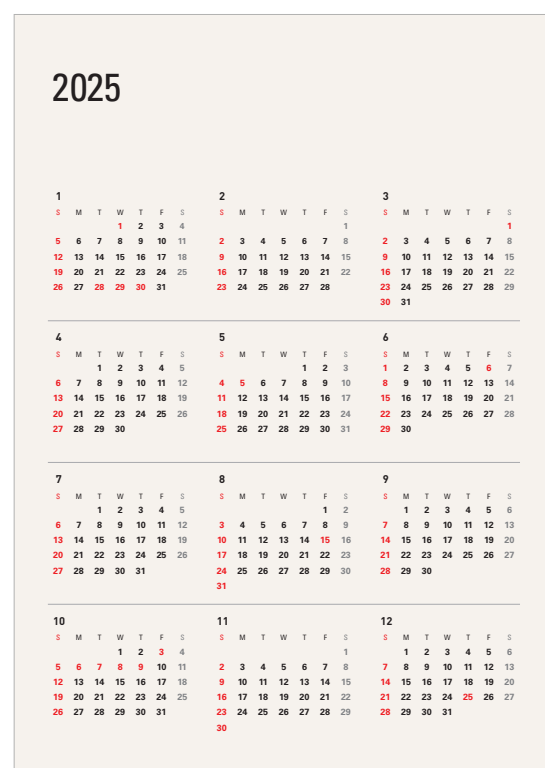 2025
1
S M T W T F S
1 2 3 4
5 6 7 8 9 10 11
12 13 14 15 16 17 18
19 20 21 22 23 24 25
26 27 28 29 30 31
2
S M T W T F S
1
2 3 4 5 6 7 8
9 10 11 12 13 14 15
16 17 18 19 20 21 22
23 24 25 26 27 28
3
S M T W T F S
1
2 3 4 5 6 7 8
9 10 11 12 13 14 15
16 17 18 19 20 21 22
23 24 25 26 27 28 29
30 31
4
S M T W T F S
1 2 3 4 5
6 7 8 9 10 11 12
13 14 15 16 17 18 19
20 21 22 23 24 25 26
27 28 29 30
5
S M T W T F S
1 2 3
4 5 6 7 8 9 10
11 12 13 14 15 16 17
18 19 20 21 22 23 24
25 26 27 28 29 30 31
6
S M T W T F S
1 2 3 4 5 6 7
8 9 10 11 12 13 14
15 16 17 18 19 20 21
22 23 24 25 26 27 28
29 30
7
S M T W T F S
1 2 3 4 5
6 7 8 9 10 11 12
13 14 15 16 17 18 19
20 21 22 23 24 25 26
27 28 29 30 31
8
S M T W T F S
1 2
3 4 5 6 7 8 9
10 11 12 13 14 15 16
17 18 19 20 21 22 23
24 25 26 27 28 29 30
31
9
S M T W T F S
1 2 3 4 5 6
7 8 9 10 11 12 13
14 15 16 17 18 19 20
21 22 23 24 25 26 27
28 29 30
10
S M T W T F S
1 2 3 4
5 6 7 8 9 10 11
12 13 14 15 16 17 18
19 20 21 22 23 24 25
26 27 28 29 30 31
11
S M T W T F S
1
2 3 4 5 6 7 8
9 10 11 12 13 14 15
16 17 18 19 20 21 22
23 24 25 26 27 28 29
30
12
S M T W T F S
1 2 3 4 5 6
7 8 9 10 11 12 13
14 15 16 17 18 19 20
21 22 23 24 25 26 27
28 29 30 31